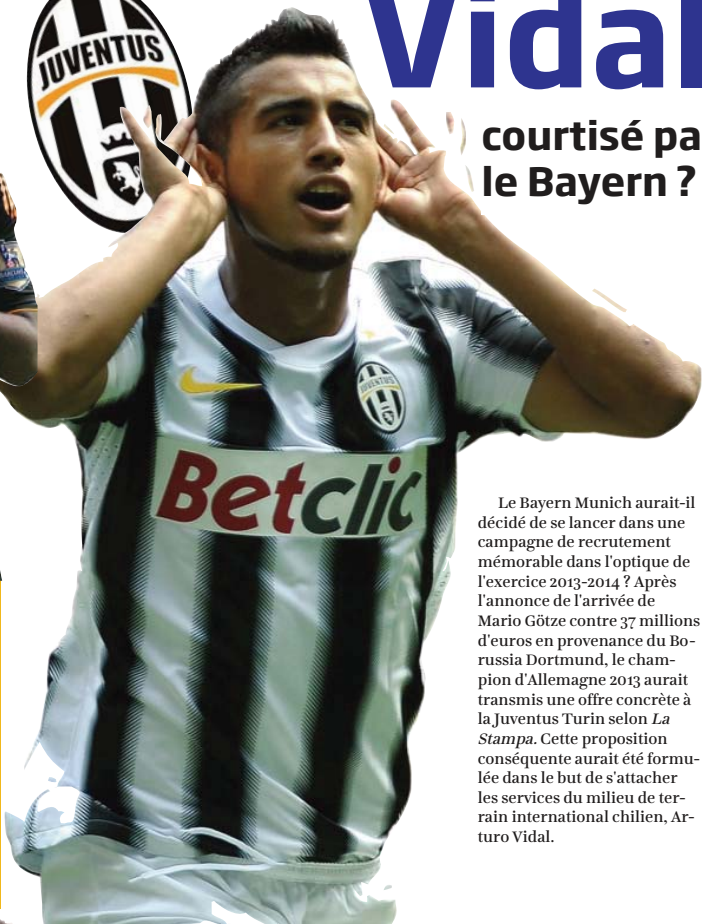 JUVENTUS
Vidal
courtisé pa
le Bayern ?
JUVENTUS
Betclic
Le Bayern Munich aurait-il
décidé de se lancer dans une
campagne de recrutement
mémorable dans l'optique de
l'exercice 2013-2014 ? Après
l'annonce de l'arrivée de
Mario Götze contre 37 millions
d'euros en provenance du Bo-
russia Dortmund, le cham-
pion d'Allemagne 2013 aurait
transmis une offre concrète à
la Juventus Turin selon La
Stampa. Cette proposition
conséquente aurait été formu-
lée dans le but de s'attacher
les services du milieu de ter-
rain international chilien, Ar-
turo Vidal.